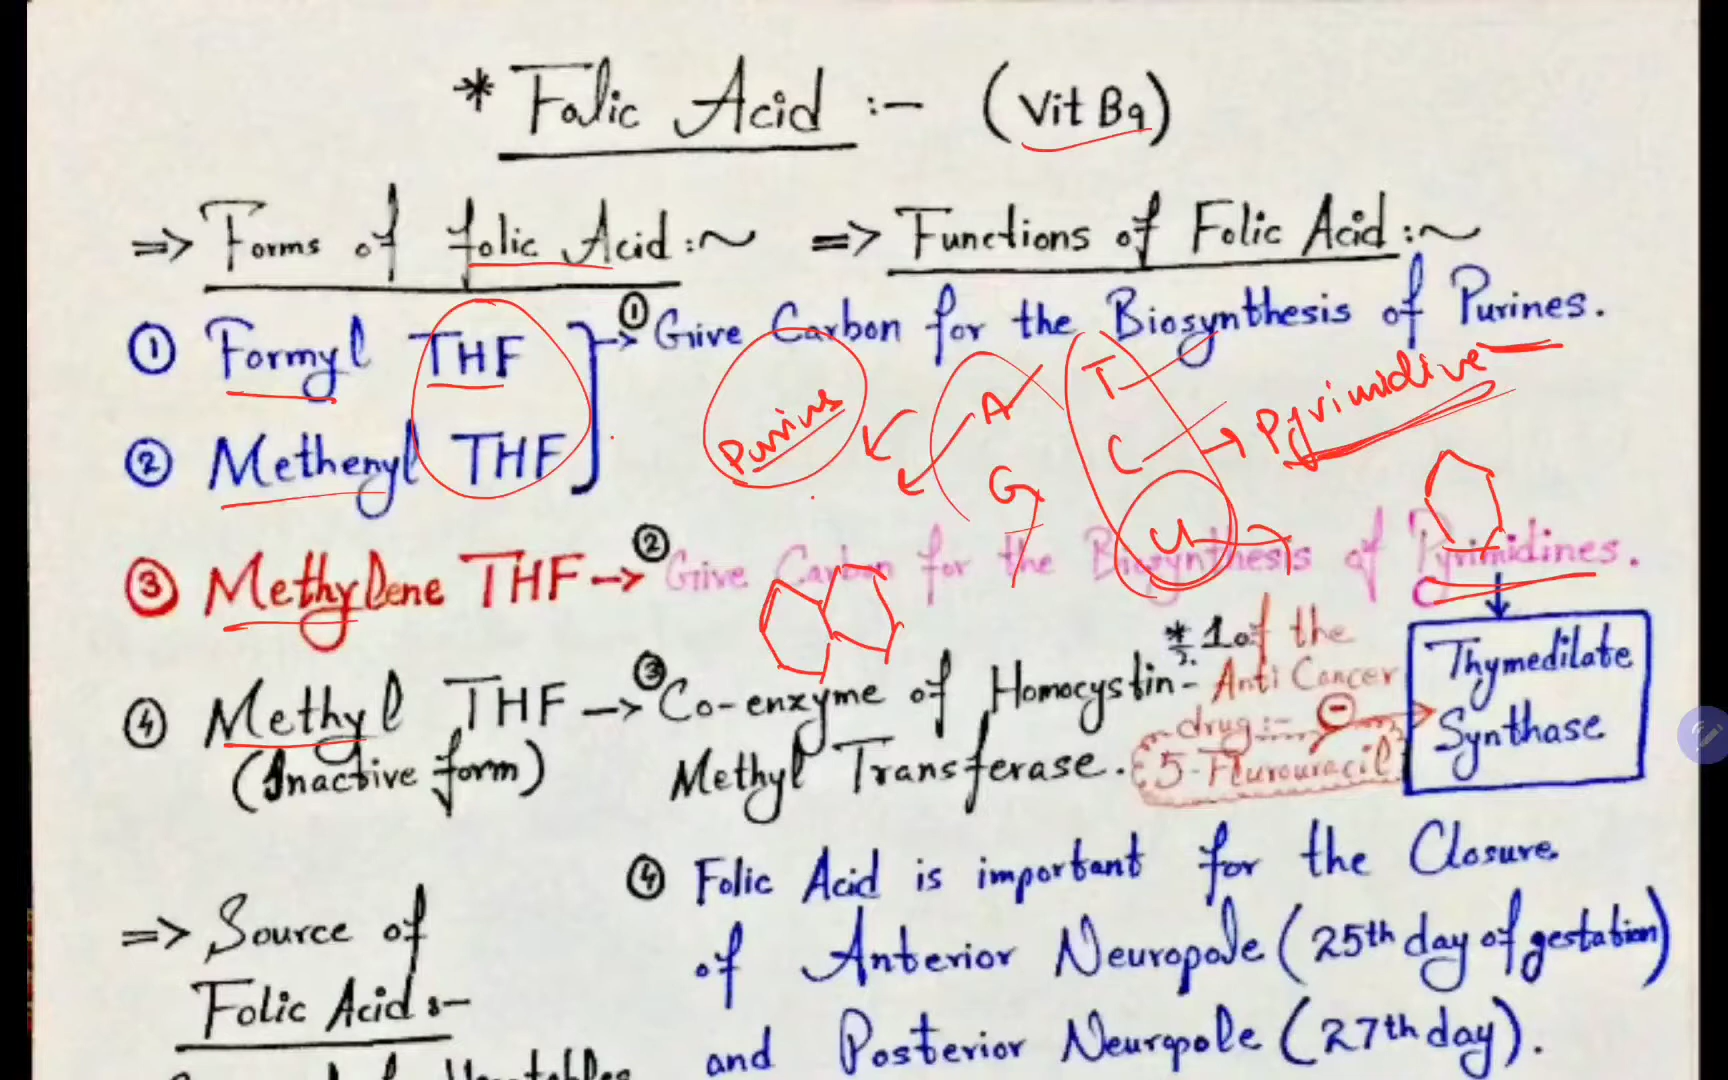 * Folic Acid :- (Vit B9)
=> Forms of folic Acid :~
① Formyl THF
② Methenyl THF
③ Methylene THF ->
④ Methyl THF ->
(Inactive form)
=> Source of
Folic Acid :-
=> Functions of Folic Acid :~
① Give Carbon for the Biosynthesis of Purines.
Purins
A
G
T
C
U
Pyrimidive
② Give Carbon for the Biosynthesis of Pyrimidines.
Thymedilate
Synthase
* 1 of the
Anti Cancer
drug:-
5-Flurouracil
③ Co-enzyme of Homocystin-
Methyl Transferase.
④ Folic Acid is important for the Closure
of Anterior Neuropole (25th day of gestation)
and Posterior Neuropole (27th day).